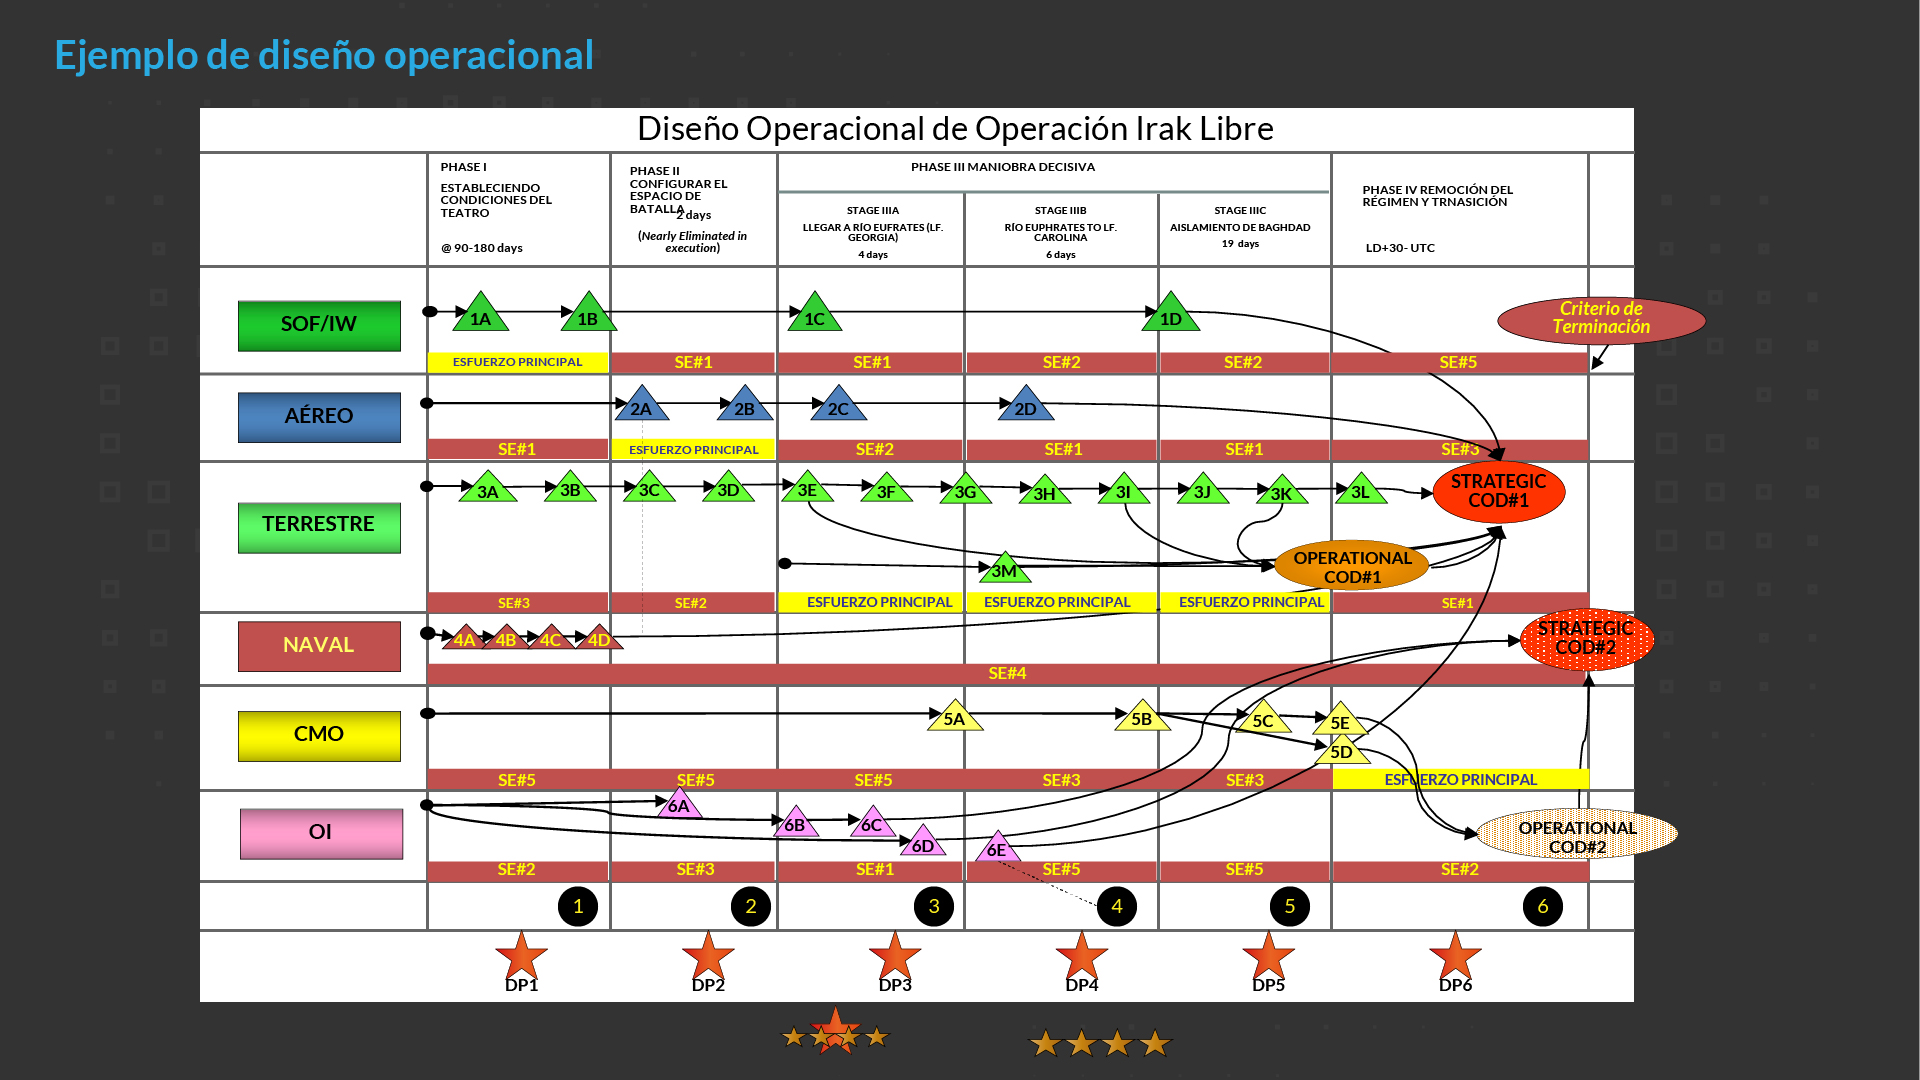 Ejemplo de diseño operacional
Diseño Operacional de Operación Irak Libre
PHASE I
ESTABLECIENDO
CONDICIONES DEL
TEATRO
@ 90-180 days
PHASE II
CONFIGURAR EL
ESPACIO DE
BATALLA
2 days
(Nearly Eliminated in
execution)
PHASE III MANIOBRA DECISIVA
STAGE IIIA
LLEGAR A RÍO EUFRATES (LF.
GEORGIA)
4 days
STAGE IIIB
RÍO EUPHRATES TO LF.
CAROLINA
6 days
STAGE IIIC
AISLAMIENTO DE BAGHDAD
19 days
PHASE IV REMOCIÓN DEL
RÉGIMEN Y TRNASICIÓN
LD+30- UTC
SOF/IW
1A
1B
1C
1D
Criterio de
Terminación
ESFUERZO PRINCIPAL
SE#1
SE#1
SE#2
SE#2
SE#5
AÉREO
2A
2B
2C
2D
SE#1
ESFUERZO PRINCIPAL
SE#2
SE#1
SE#1
SE#3
TERRESTRE
3A
3B
3C
3D
3E
3F
3G
3H
3I
3J
3K
3L
STRATEGIC
COD#1
3M
OPERATIONAL
COD#1
SE#3
SE#2
ESFUERZO PRINCIPAL
ESFUERZO PRINCIPAL
ESFUERZO PRINCIPAL
SE#1
NAVAL
4A
4B
4C
4D
STRATEGIC
COD#2
SE#4
CMO
5A
5B
5C
5E
5D
SE#5
SE#5
SE#5
SE#3
SE#3
ESFUERZO PRINCIPAL
OI
6A
6B
6C
6D
6E
OPERATIONAL
COD#2
SE#2
SE#3
SE#1
SE#5
SE#5
SE#2
1
2
3
4
5
6
DP1
DP2
DP3
DP4
DP5
DP6